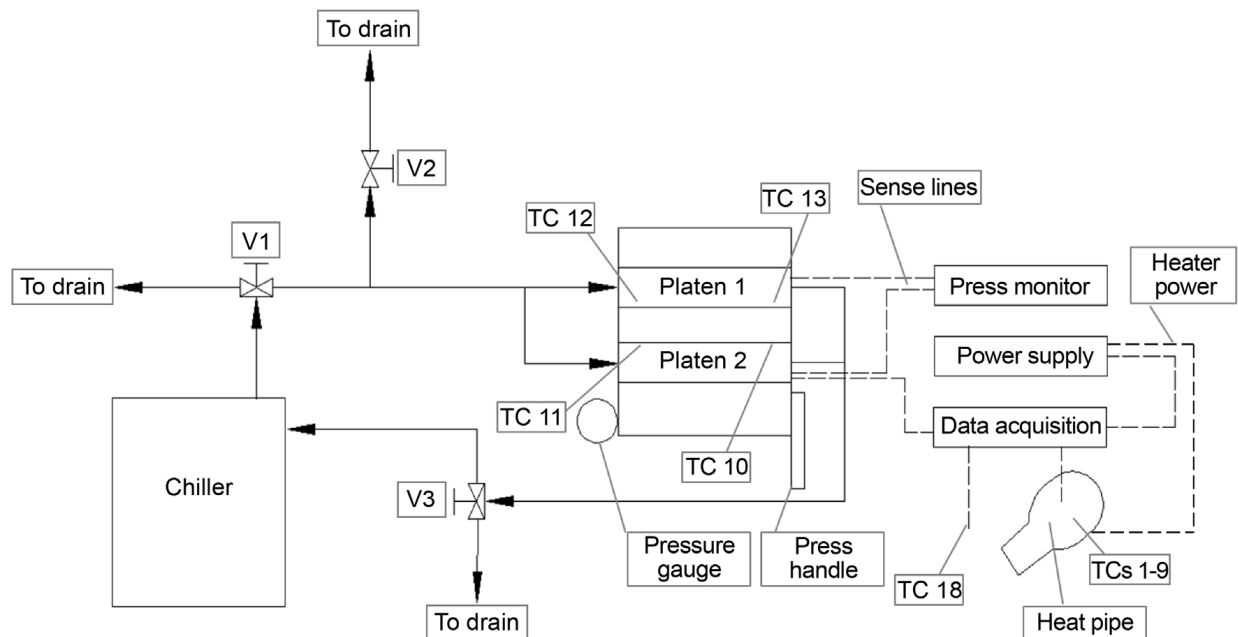 To drain
V2
TC 13
Sense lines
TC 12
V1
Heater
power
To drain
Platen 1
Press monitor
Platen 2
Power supply
TC 11
Data acquisition
TC 10
Chiller
V3
Pressure
gauge
Press
handle
TC 18
TCs 1-9
To drain
Heat pipe